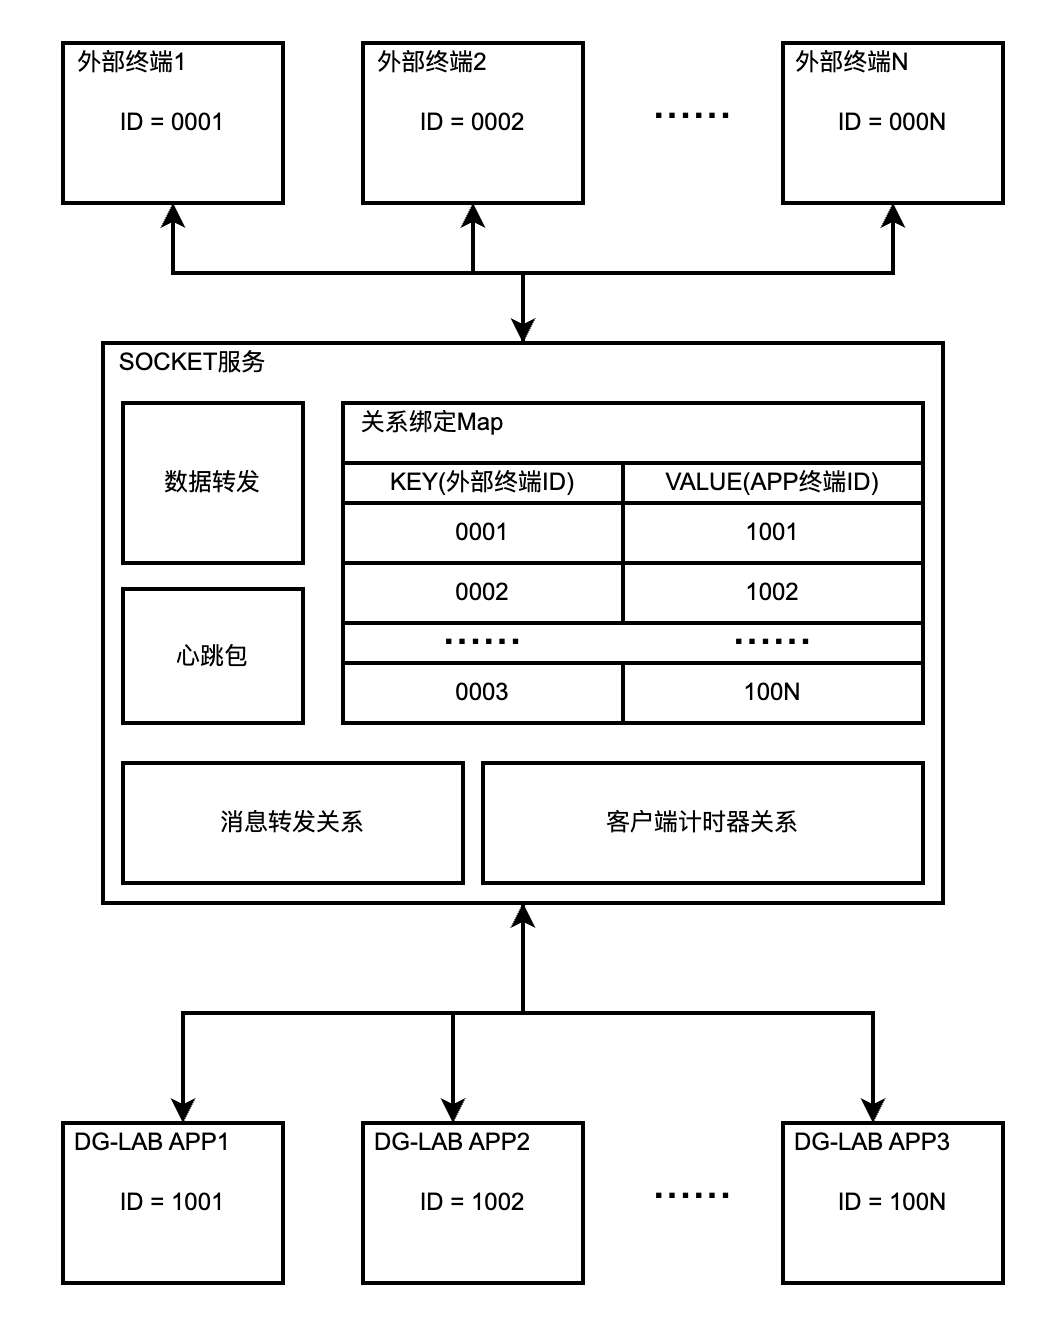 外部终端1
ID = 0001
外部终端2
ID = 0002
······
外部终端N
ID = 000N
SOCKET服务
数据转发
心跳包
关系绑定Map
KEY(外部终端ID) VALUE(APP终端ID)
0001 1001
0002 1002
······ ······
0003 100N
消息转发关系
客户端计时器关系
DG-LAB APP1
ID = 1001
DG-LAB APP2
ID = 1002
······
DG-LAB APP3
ID = 100N